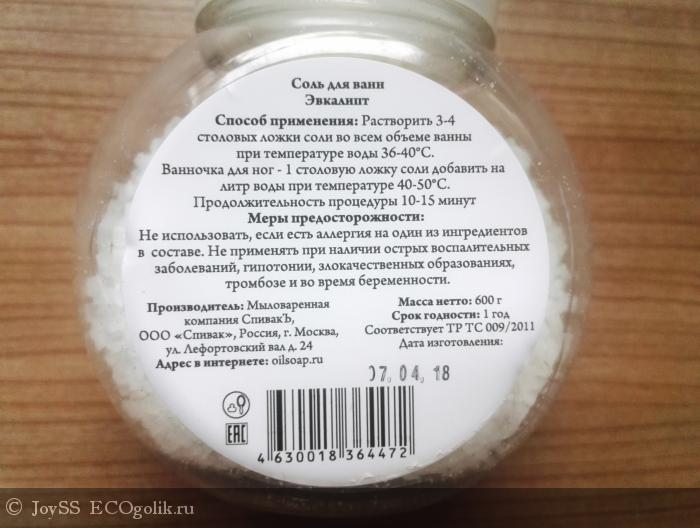 Соль для ванн
Эвкалипт
Способ применения: Растворить 3-4
столовых ложки соли во всем объеме ванны
при температуре воды 36-40°С.
Ванночка для ног - 1 столовую ложку соли добавить на
литр воды при температуре 40-50°С.
Продолжительность процедуры 10-15 минут
Меры предосторожности:
Не использовать, если есть аллергия на один из ингредиентов
в составе. Не применять при наличии острых воспалительных
заболеваний, гипотонии, злокачественных образованиях,
тромбозе и во время беременности.
Производитель: Мыловаренная
компания СпивакЪ,
ООО «Спивак», Россия, г. Москва,
ул. Лефортовский вал д. 24
Адрес в интернете: oilsoap.ru
Масса нетто: 600 г
Срок годности: 1 год
Соответствует ТР ТС 009/2011
Дата изготовления:
07. 04. 18
EAC
4 630018 364472
© JoySS ECOgolik.ru